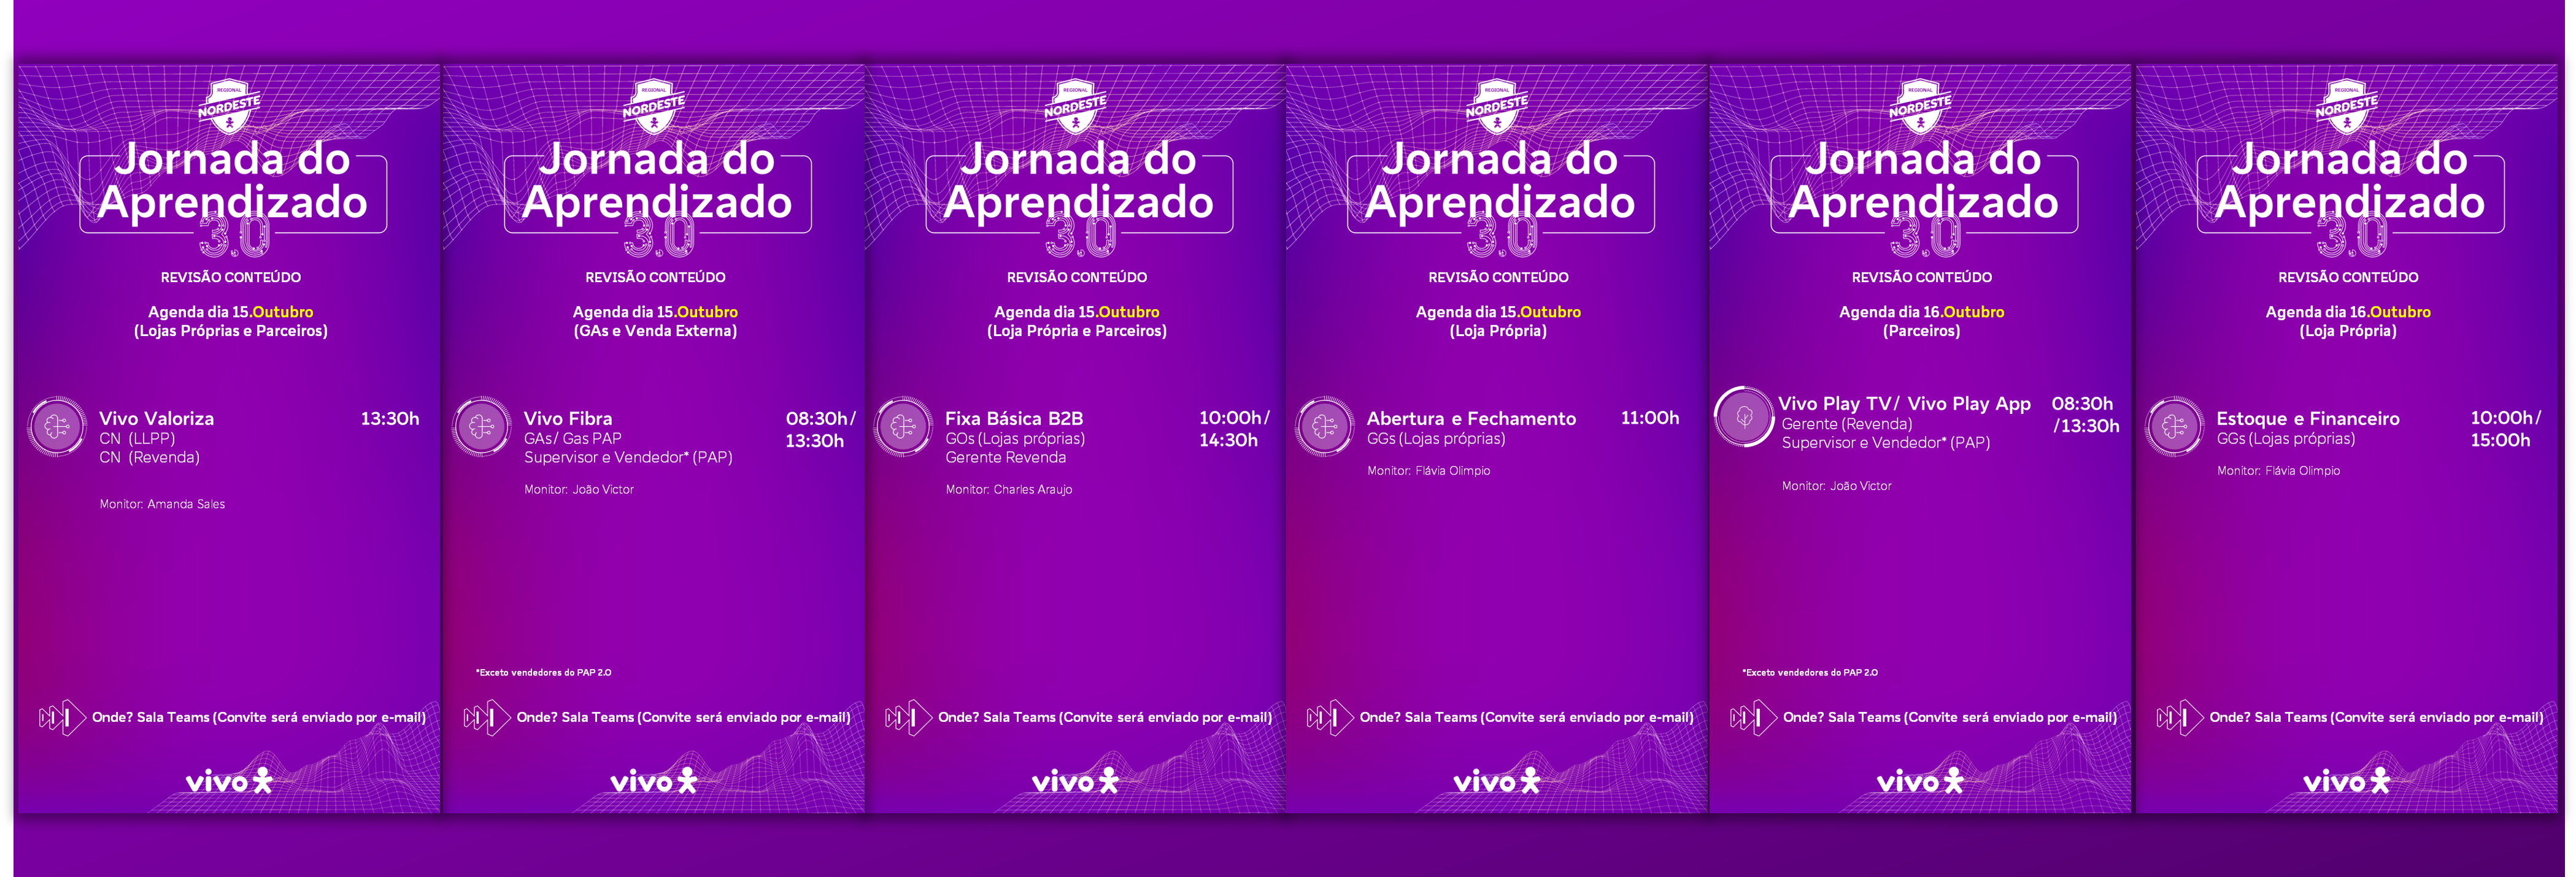 REGIONAL
NORDESTE
Jornada do
Aprendizado
3.0
REVISÃO CONTEÚDO
Agenda dia 15.Outubro
(Lojas Próprias e Parceiros)
Vivo Valoriza
13:30h
CN (LLPP)
CN (Revenda)
Monitor: Amanda Sales
Onde? Sala Teams (Convite será enviado por e-mail)
vivo
REGIONAL
NORDESTE
Jornada do
Aprendizado
3.0
REVISÃO CONTEÚDO
Agenda dia 15.Outubro
(GAs e Venda Externa)
Vivo Fibra
08:30h/
13:30h
GAs/ Gas PAP
Supervisor e Vendedor* (PAP)
Monitor: João Victor
*Exceto vendedores do PAP 2.0
Onde? Sala Teams (Convite será enviado por e-mail)
vivo
REGIONAL
NORDESTE
Jornada do
Aprendizado
3.0
REVISÃO CONTEÚDO
Agenda dia 15.Outubro
(Loja Própria e Parceiros)
Fixa Básica B2B
10:00h/
14:30h
GOs (Lojas próprias)
Gerente Revenda
Monitor: Charles Araujo
Onde? Sala Teams (Convite será enviado por e-mail)
vivo
REGIONAL
NORDESTE
Jornada do
Aprendizado
3.0
REVISÃO CONTEÚDO
Agenda dia 15.Outubro
(Loja Própria)
Abertura e Fechamento
11:00h
GGs (Lojas próprias)
Monitor: Flávia Olimpio
Onde? Sala Teams (Convite será enviado por e-mail)
vivo
REGIONAL
NORDESTE
Jornada do
Aprendizado
3.0
REVISÃO CONTEÚDO
Agenda dia 16.Outubro
(Parceiros)
Vivo Play TV/ Vivo Play App
08:30h
/13:30h
Gerente (Revenda)
Supervisor e Vendedor* (PAP)
Monitor: João Victor
*Exceto vendedores do PAP 2.0
Onde? Sala Teams (Convite será enviado por e-mail)
vivo
REGIONAL
NORDESTE
Jornada do
Aprendizado
3.0
REVISÃO CONTEÚDO
Agenda dia 16.Outubro
(Loja Própria)
Estoque e Financeiro
10:00h/
15:00h
GGs (Lojas próprias)
Monitor: Flávia Olimpio
Onde? Sala Teams (Convite será enviado por e-mail)
vivo